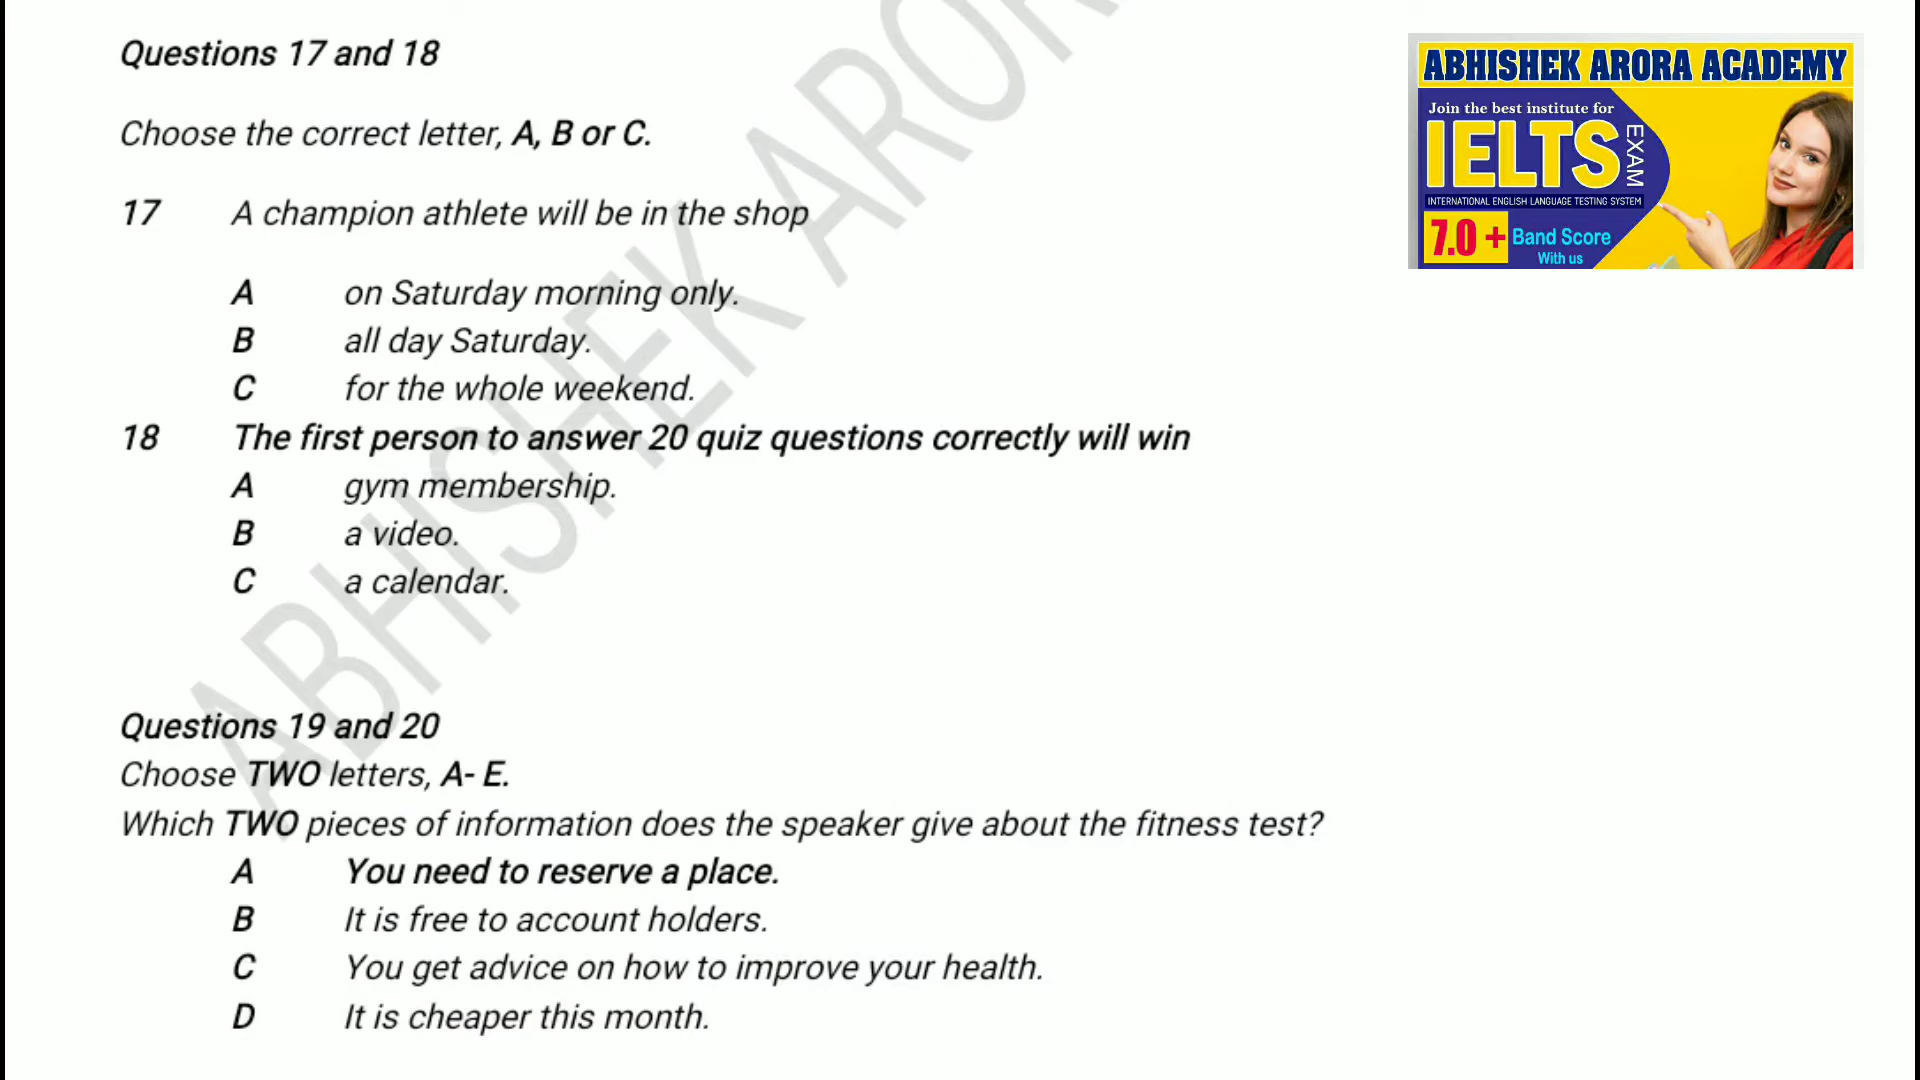 Questions 17 and 18
Choose the correct letter, A, B or C.
17 A champion athlete will be in the shop
A on Saturday morning only.
B all day Saturday.
C for the whole weekend.
18 The first person to answer 20 quiz questions correctly will win
A gym membership.
B a video.
C a calendar.
Questions 19 and 20
Choose TWO letters, A- E.
Which TWO pieces of information does the speaker give about the fitness test?
A You need to reserve a place.
B It is free to account holders.
C You get advice on how to improve your health.
D It is cheaper this month.
ABHISHEK ARORA ACADEMY
Join the best institute for
IELTS EXAM
INTERNATIONAL ENGLISH LANGUAGE TESTING SYSTEM
7.0 + Band Score
With us
ABHISHEK AROR